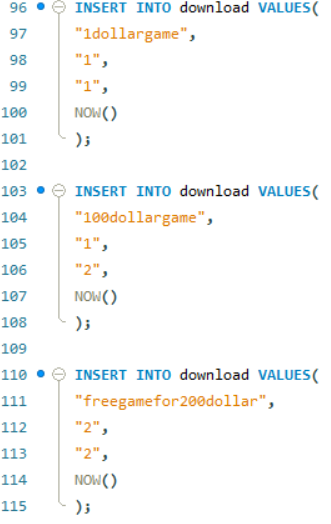 96 INSERT INTO download VALUES(
97 "1dollargame",
98 "1",
99 "1",
100 NOW()
101 );
102
103 INSERT INTO download VALUES(
104 "100dollargame",
105 "1",
106 "2",
107 NOW()
108 );
109
110 INSERT INTO download VALUES(
111 "freegamefor200dollar",
112 "2",
113 "2",
114 NOW()
115 );